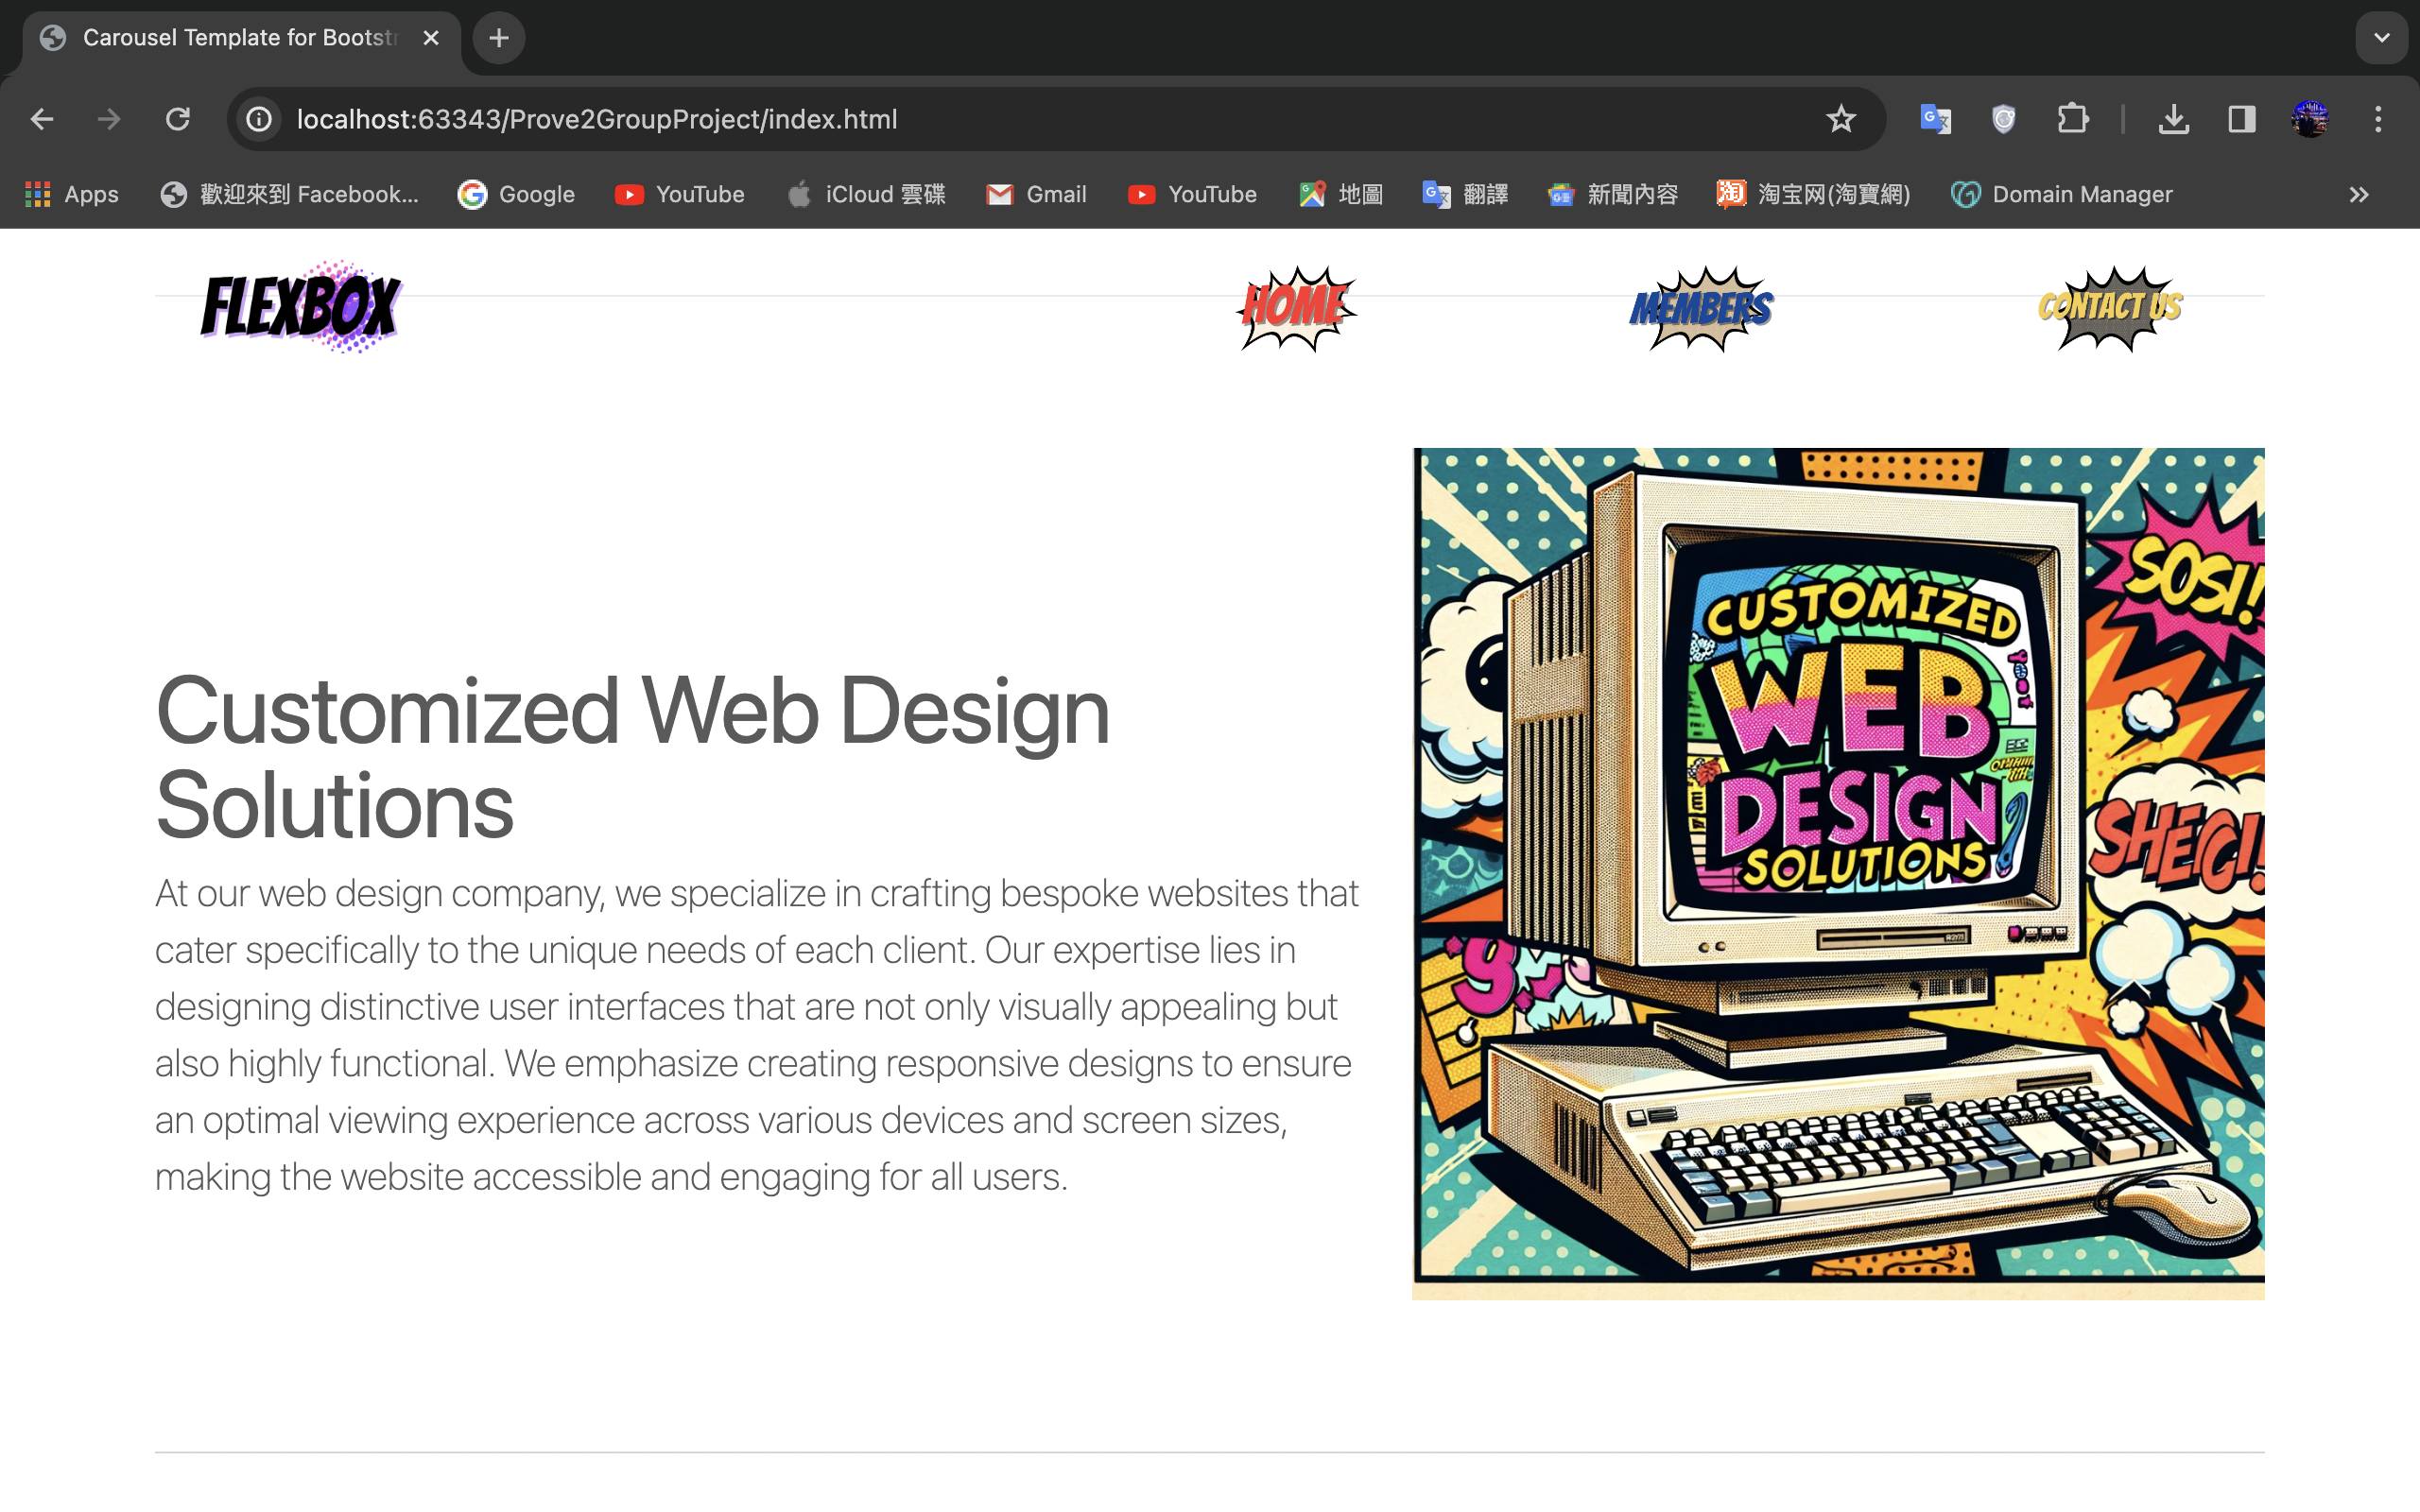 Carousel Template for Bootstr
localhost:63343/Prove2GroupProject/index.html
Apps
歡迎來到 Facebook...
Google
YouTube
iCloud 雲碟
Gmail
YouTube
地圖
翻譯
新聞內容
淘宝网(淘寶網)
Domain Manager
FLEXBOX
HOME
MEMBERS
CONTACT US
Customized Web Design
Solutions
At our web design company, we specialize in crafting bespoke websites that
cater specifically to the unique needs of each client. Our expertise lies in
designing distinctive user interfaces that are not only visually appealing but
also highly functional. We emphasize creating responsive designs to ensure
an optimal viewing experience across various devices and screen sizes,
making the website accessible and engaging for all users.
CUSTOMIZED
WEB
DESIGN
SOLUTIONS
SOSI!
SHEGI!